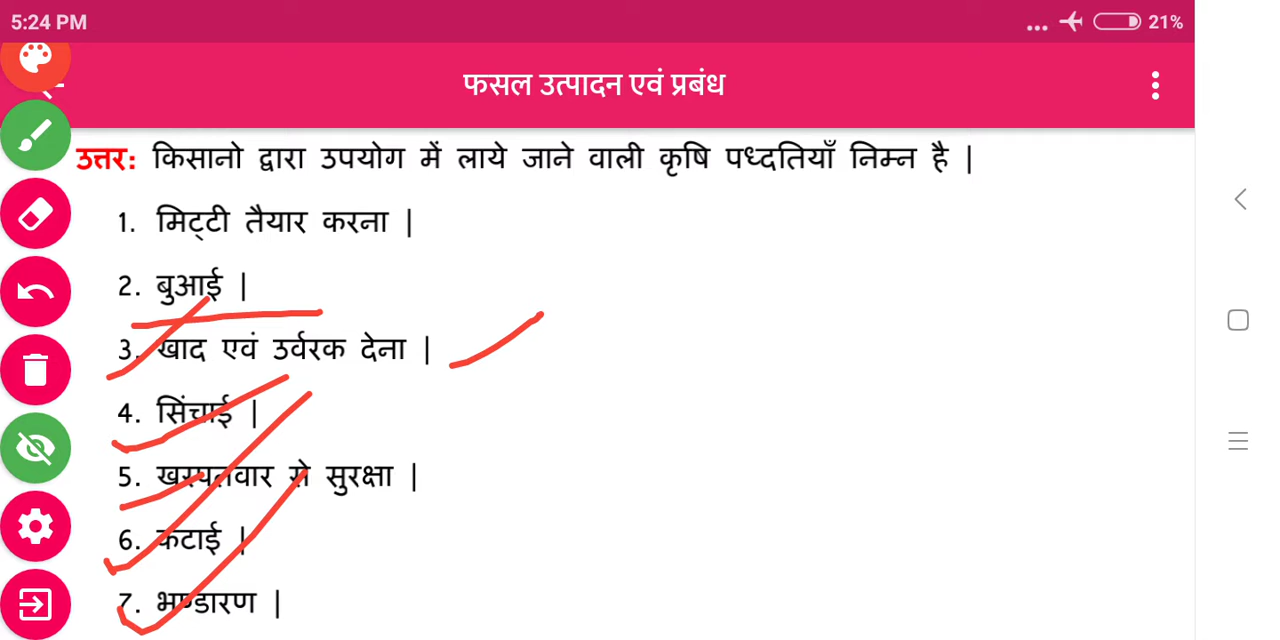 5:24 PM
... 21%
फसल उत्पादन एवं प्रबंध
उत्तर: किसानो द्वारा उपयोग में लाये जाने वाली कृषि पध्दतियाँ निम्न है |
1. मिट्टी तैयार करना |
2. बुआई |
3. खाद एवं उर्वरक देना |
4. सिंचाई |
5. खरपतवार से सुरक्षा |
6. कटाई |
7. भण्डारण |